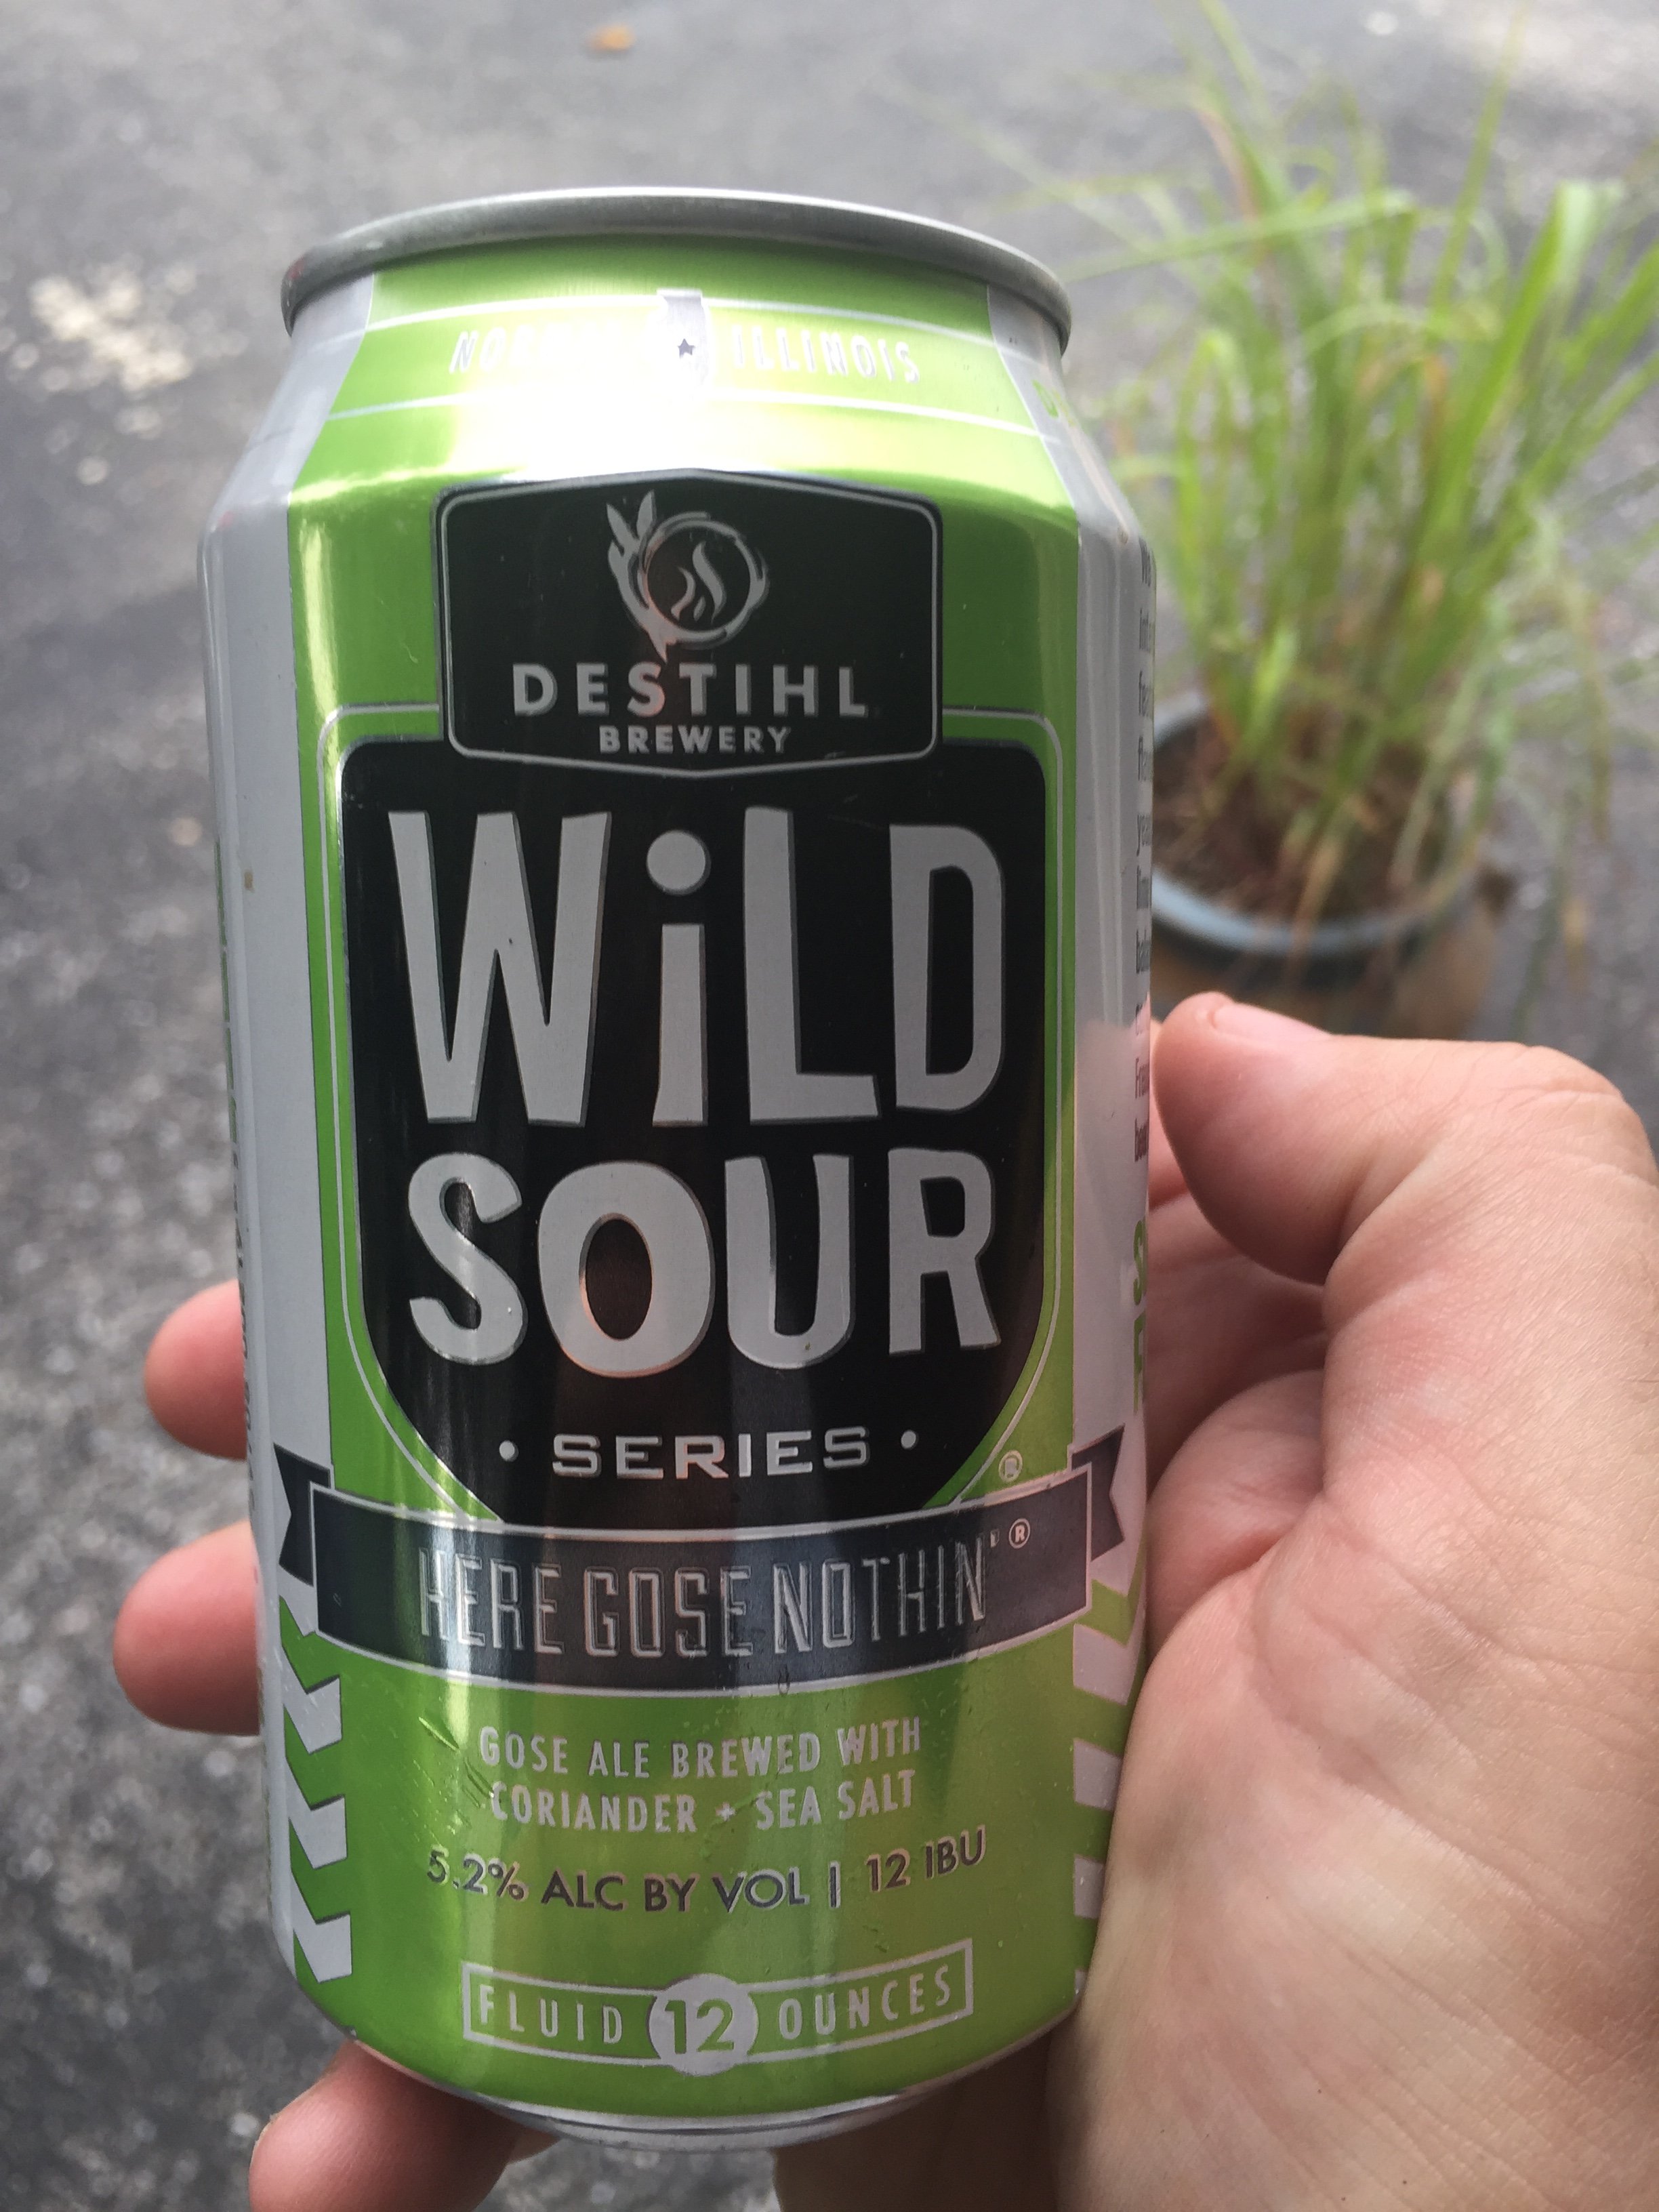 NORMAL ★ ILLINOIS
DESTIHL
BREWERY
WiLD
SOUR
• SERIES •
®
HERE GOSE NOTHIN'®
GOSE ALE BREWED WITH
CORIANDER + SEA SALT
5.2% ALC BY VOL | 12 IBU
FLUID 12 OUNCES